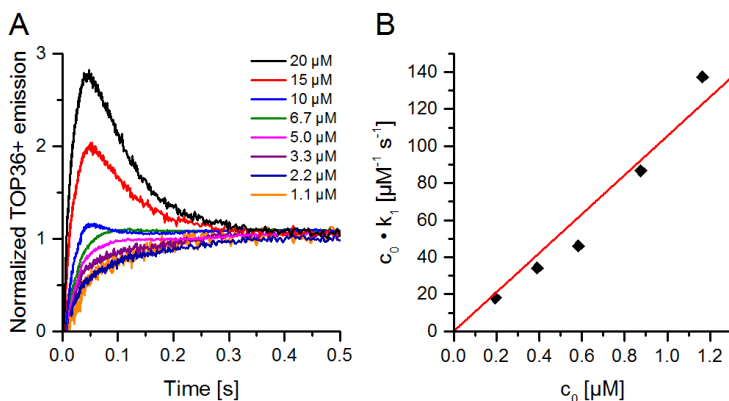 A
Normalized TOP36+ emission
3
2
1
0
0.0
0.1
0.2
0.3
0.4
0.5
Time [s]
20 µM
15 µM
10 µM
6.7 µM
5.0 µM
3.3 µM
2.2 µM
1.1 µM
B
c₀ • k₁ [µM⁻¹ s⁻¹]
140
120
100
80
60
40
20
0
0.0
0.2
0.4
0.6
0.8
1.0
1.2
c₀ [µM]